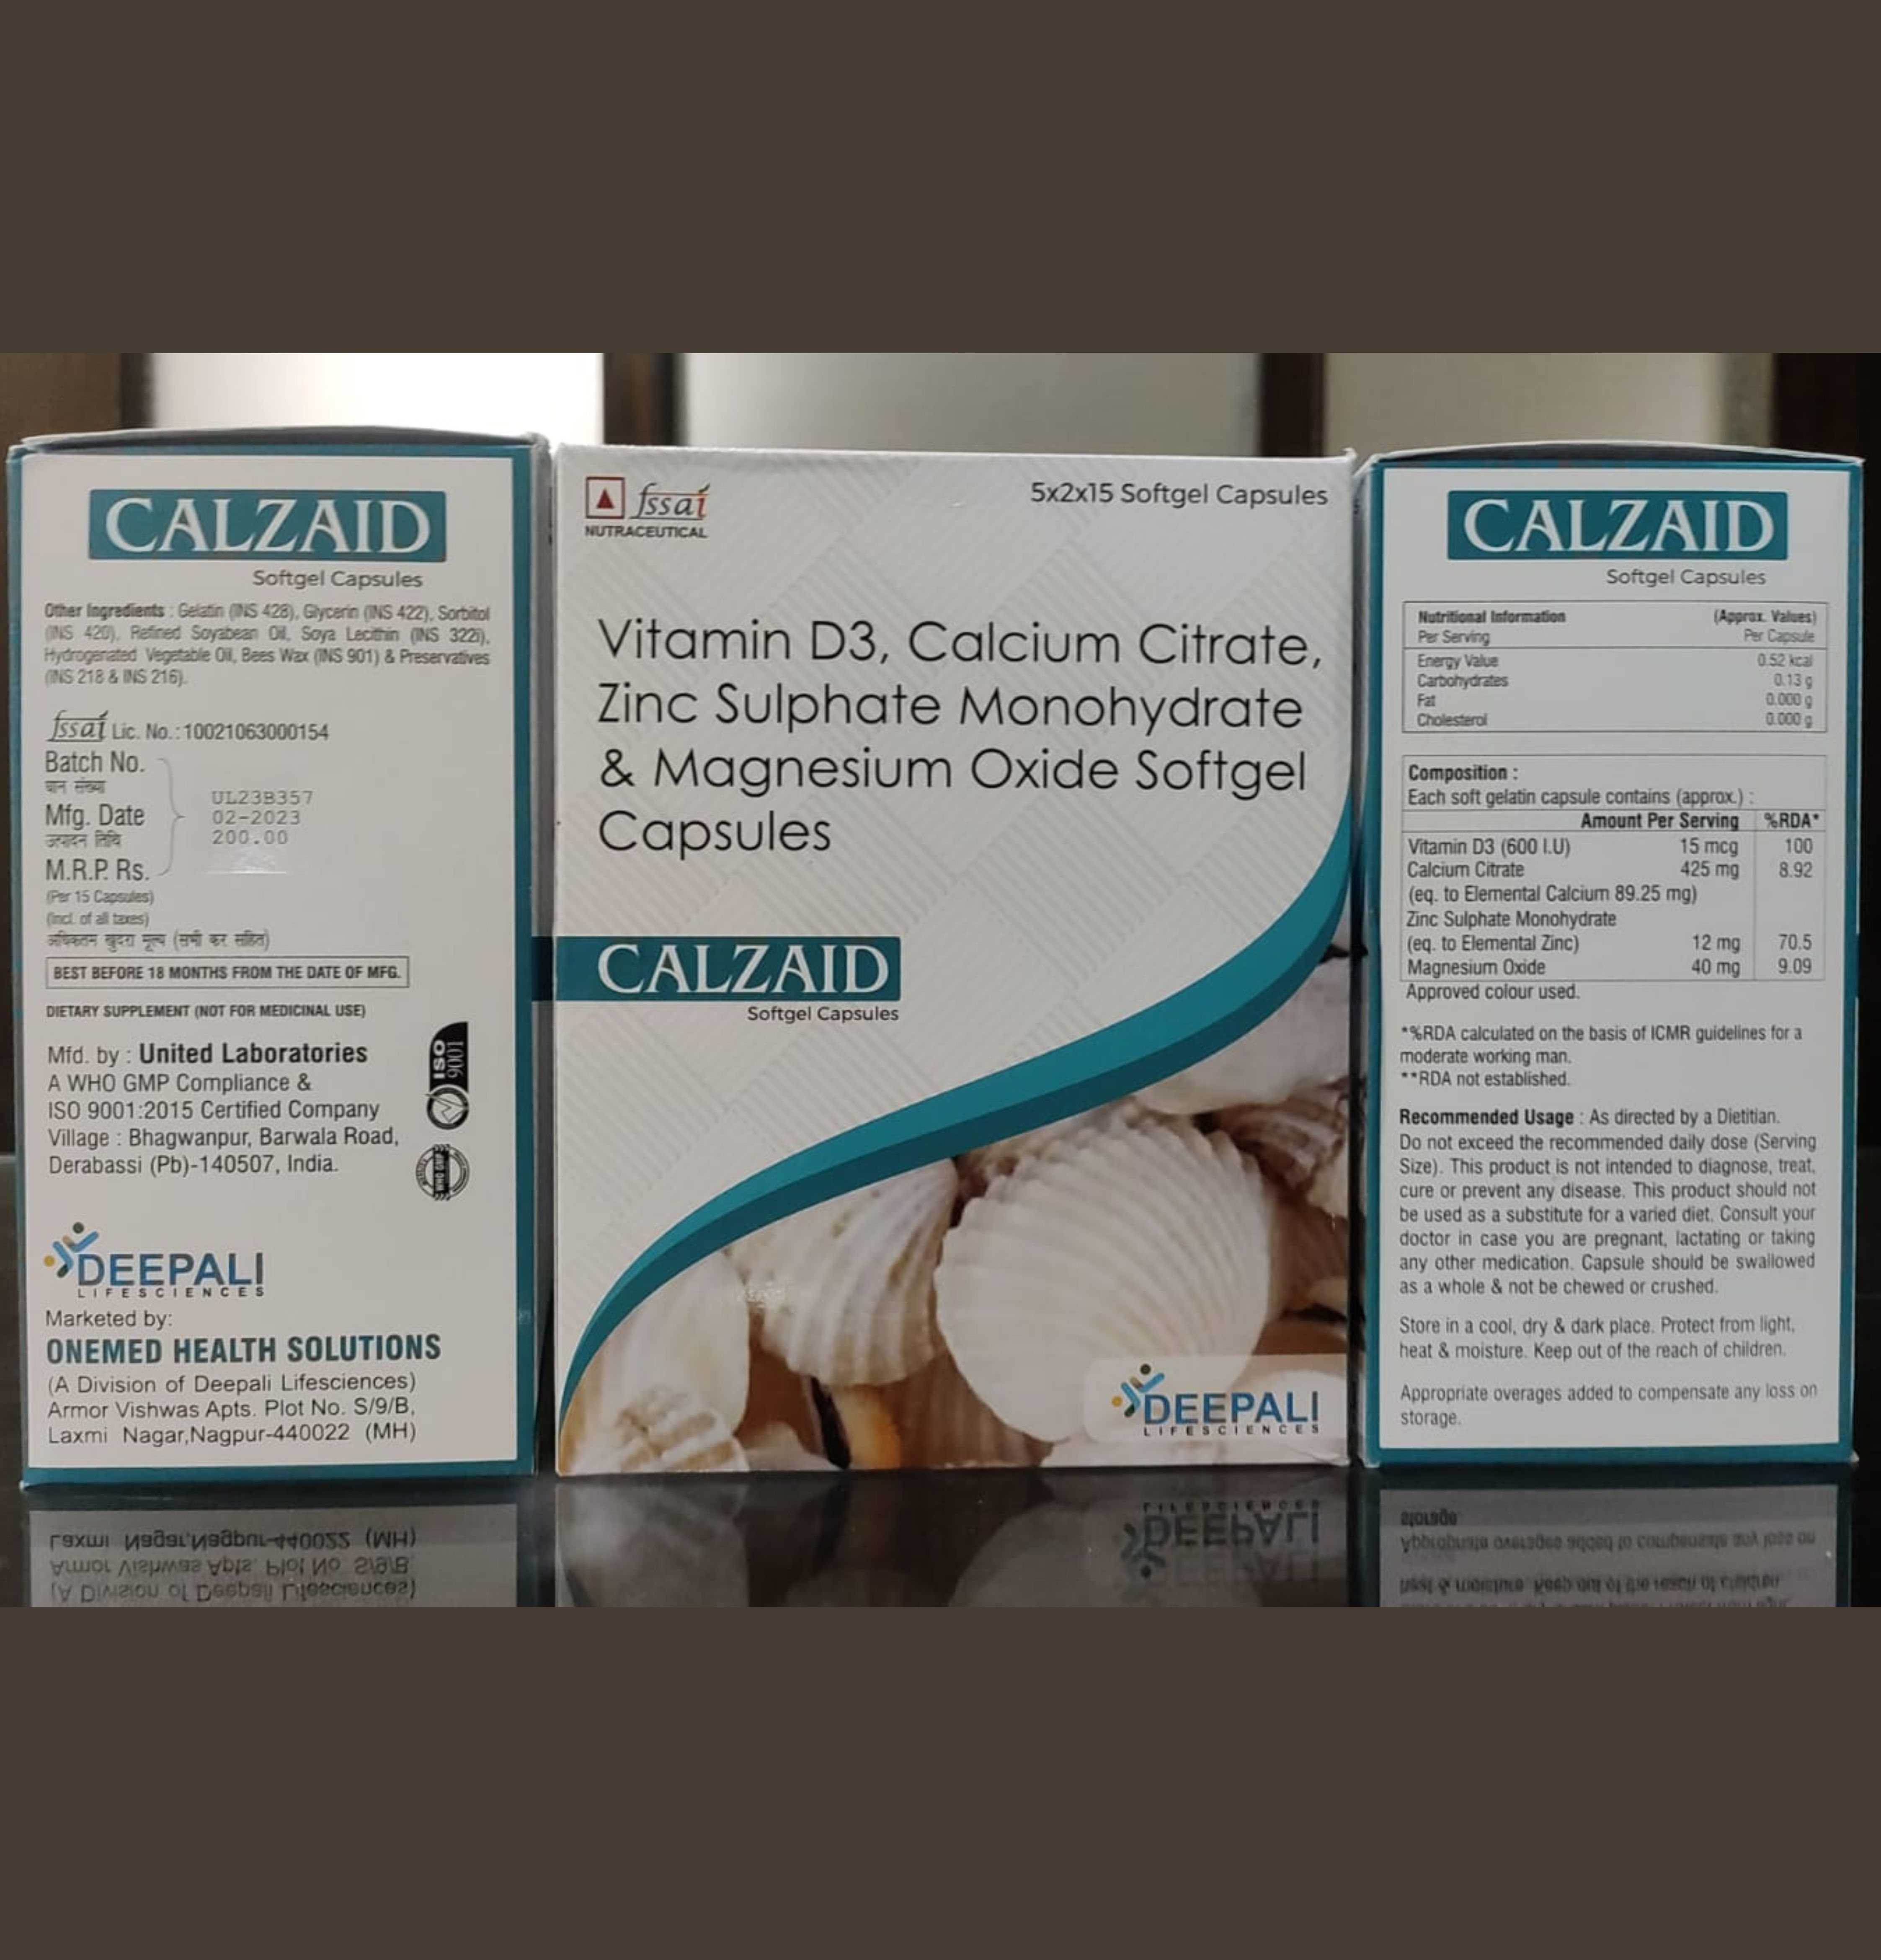 CALZAID
Softgel Capsules
Other Ingredients : Gelatin (INS 428), Glycerin (INS 422), Sorbitol
(INS 420), Refined Soyabean Oil, Soya Lecithin (INS 322i),
Hydrogenated Vegetable Oil, Bees Wax (INS 901) & Preservatives
(INS 218 & INS 216).
fssai Lic. No.: 10021063000154
Batch No.
बान संख्या
UL23B357
Mfg. Date
02-2023
उत्पादन तिथि
200.00
M.R.P. Rs.
(Per 15 Capsules)
(Incl. of all taxes)
अधिकतम खुदरा मूल्य (सभी कर सहित)
BEST BEFORE 18 MONTHS FROM THE DATE OF MFG.
DIETARY SUPPLEMENT (NOT FOR MEDICINAL USE)
Mfd. by : United Laboratories
A WHO GMP Compliance &
ISO 9001:2015 Certified Company
Village : Bhagwanpur, Barwala Road,
Derabassi (Pb)-140507, India.
ISO 9001
DEEPALI
LIFESCIENCES
Marketed by:
ONEMED HEALTH SOLUTIONS
(A Division of Deepali Lifesciences)
Armor Vishwas Apts. Plot No. S/9/B,
Laxmi Nagar,Nagpur-440022 (MH)
fssai
NUTRACEUTICAL
5x2x15 Softgel Capsules
Vitamin D3, Calcium Citrate,
Zinc Sulphate Monohydrate
& Magnesium Oxide Softgel
Capsules
CALZAID
Softgel Capsules
DEEPALI
LIFESCIENCES
CALZAID
Softgel Capsules
Nutritional Information (Approx. Values)
Per Serving Per Capsule
Energy Value 0.52 kcal
Carbohydrates 0.13 g
Fat 0.000 g
Cholesterol 0.000 g
Composition :
Each soft gelatin capsule contains (approx.) :
Amount Per Serving %RDA*
Vitamin D3 (600 I.U) 15 mcg 100
Calcium Citrate 425 mg 8.92
(eq. to Elemental Calcium 89.25 mg)
Zinc Sulphate Monohydrate
(eq. to Elemental Zinc) 12 mg 70.5
Magnesium Oxide 40 mg 9.09
Approved colour used.
*%RDA calculated on the basis of ICMR guidelines for a
moderate working man.
**RDA not established.
Recommended Usage : As directed by a Dietitian.
Do not exceed the recommended daily dose (Serving
Size). This product is not intended to diagnose, treat,
cure or prevent any disease. This product should not
be used as a substitute for a varied diet. Consult your
doctor in case you are pregnant, lactating or taking
any other medication. Capsule should be swallowed
as a whole & not be chewed or crushed.
Store in a cool, dry & dark place. Protect from light,
heat & moisture. Keep out of the reach of children.
Appropriate overages added to compensate any loss on
storage.